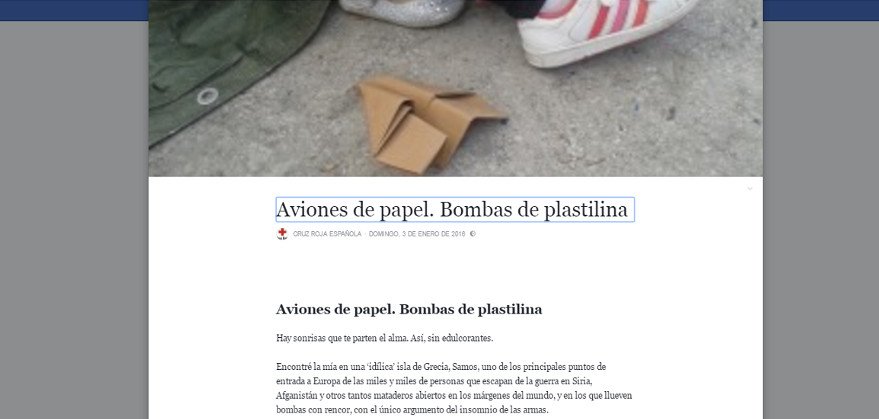 Aviones de papel. Bombas de plastilina
CRUZ ROJA ESPAÑOLA · DOMINGO, 3 DE ENERO DE 2016
Aviones de papel. Bombas de plastilina
Hay sonrisas que te parten el alma. Así, sin edulcorantes.
Encontré la mía en una ‘idílica’ isla de Grecia, Samos, uno de los principales puntos de
entrada a Europa de las miles y miles de personas que escapan de la guerra en Siria,
Afganistán y otros tantos mataderos abiertos en los márgenes del mundo, y en los que llueven
bombas con rencor, con el único argumento del insomnio de las armas.